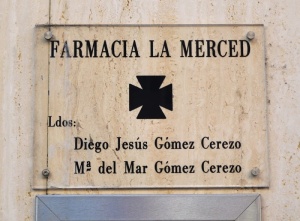 FARMACIA LA MERCED
Ldos:
Diego Jesús Gómez Cerezo
Mª del Mar Gómez Cerezo